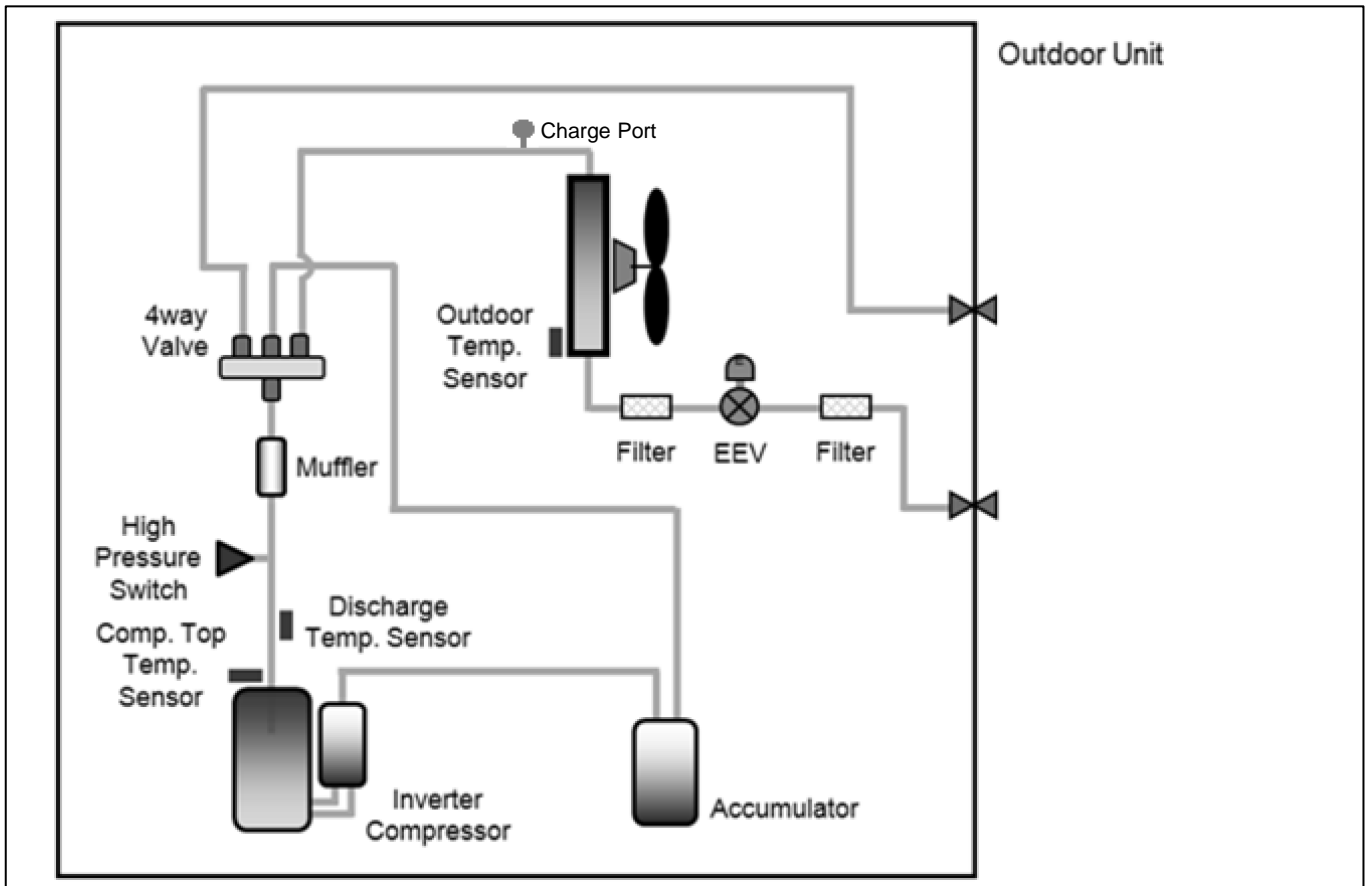 Outdoor Unit
Charge Port
4way
Valve
Outdoor
Temp.
Sensor
Filter
EEV
Filter
E
Muffler
High
Pressure
Switch
Discharge
Temp. Sensor
Comp. Top
Temp.
Sensor
Inverter
Compressor
Accumulator